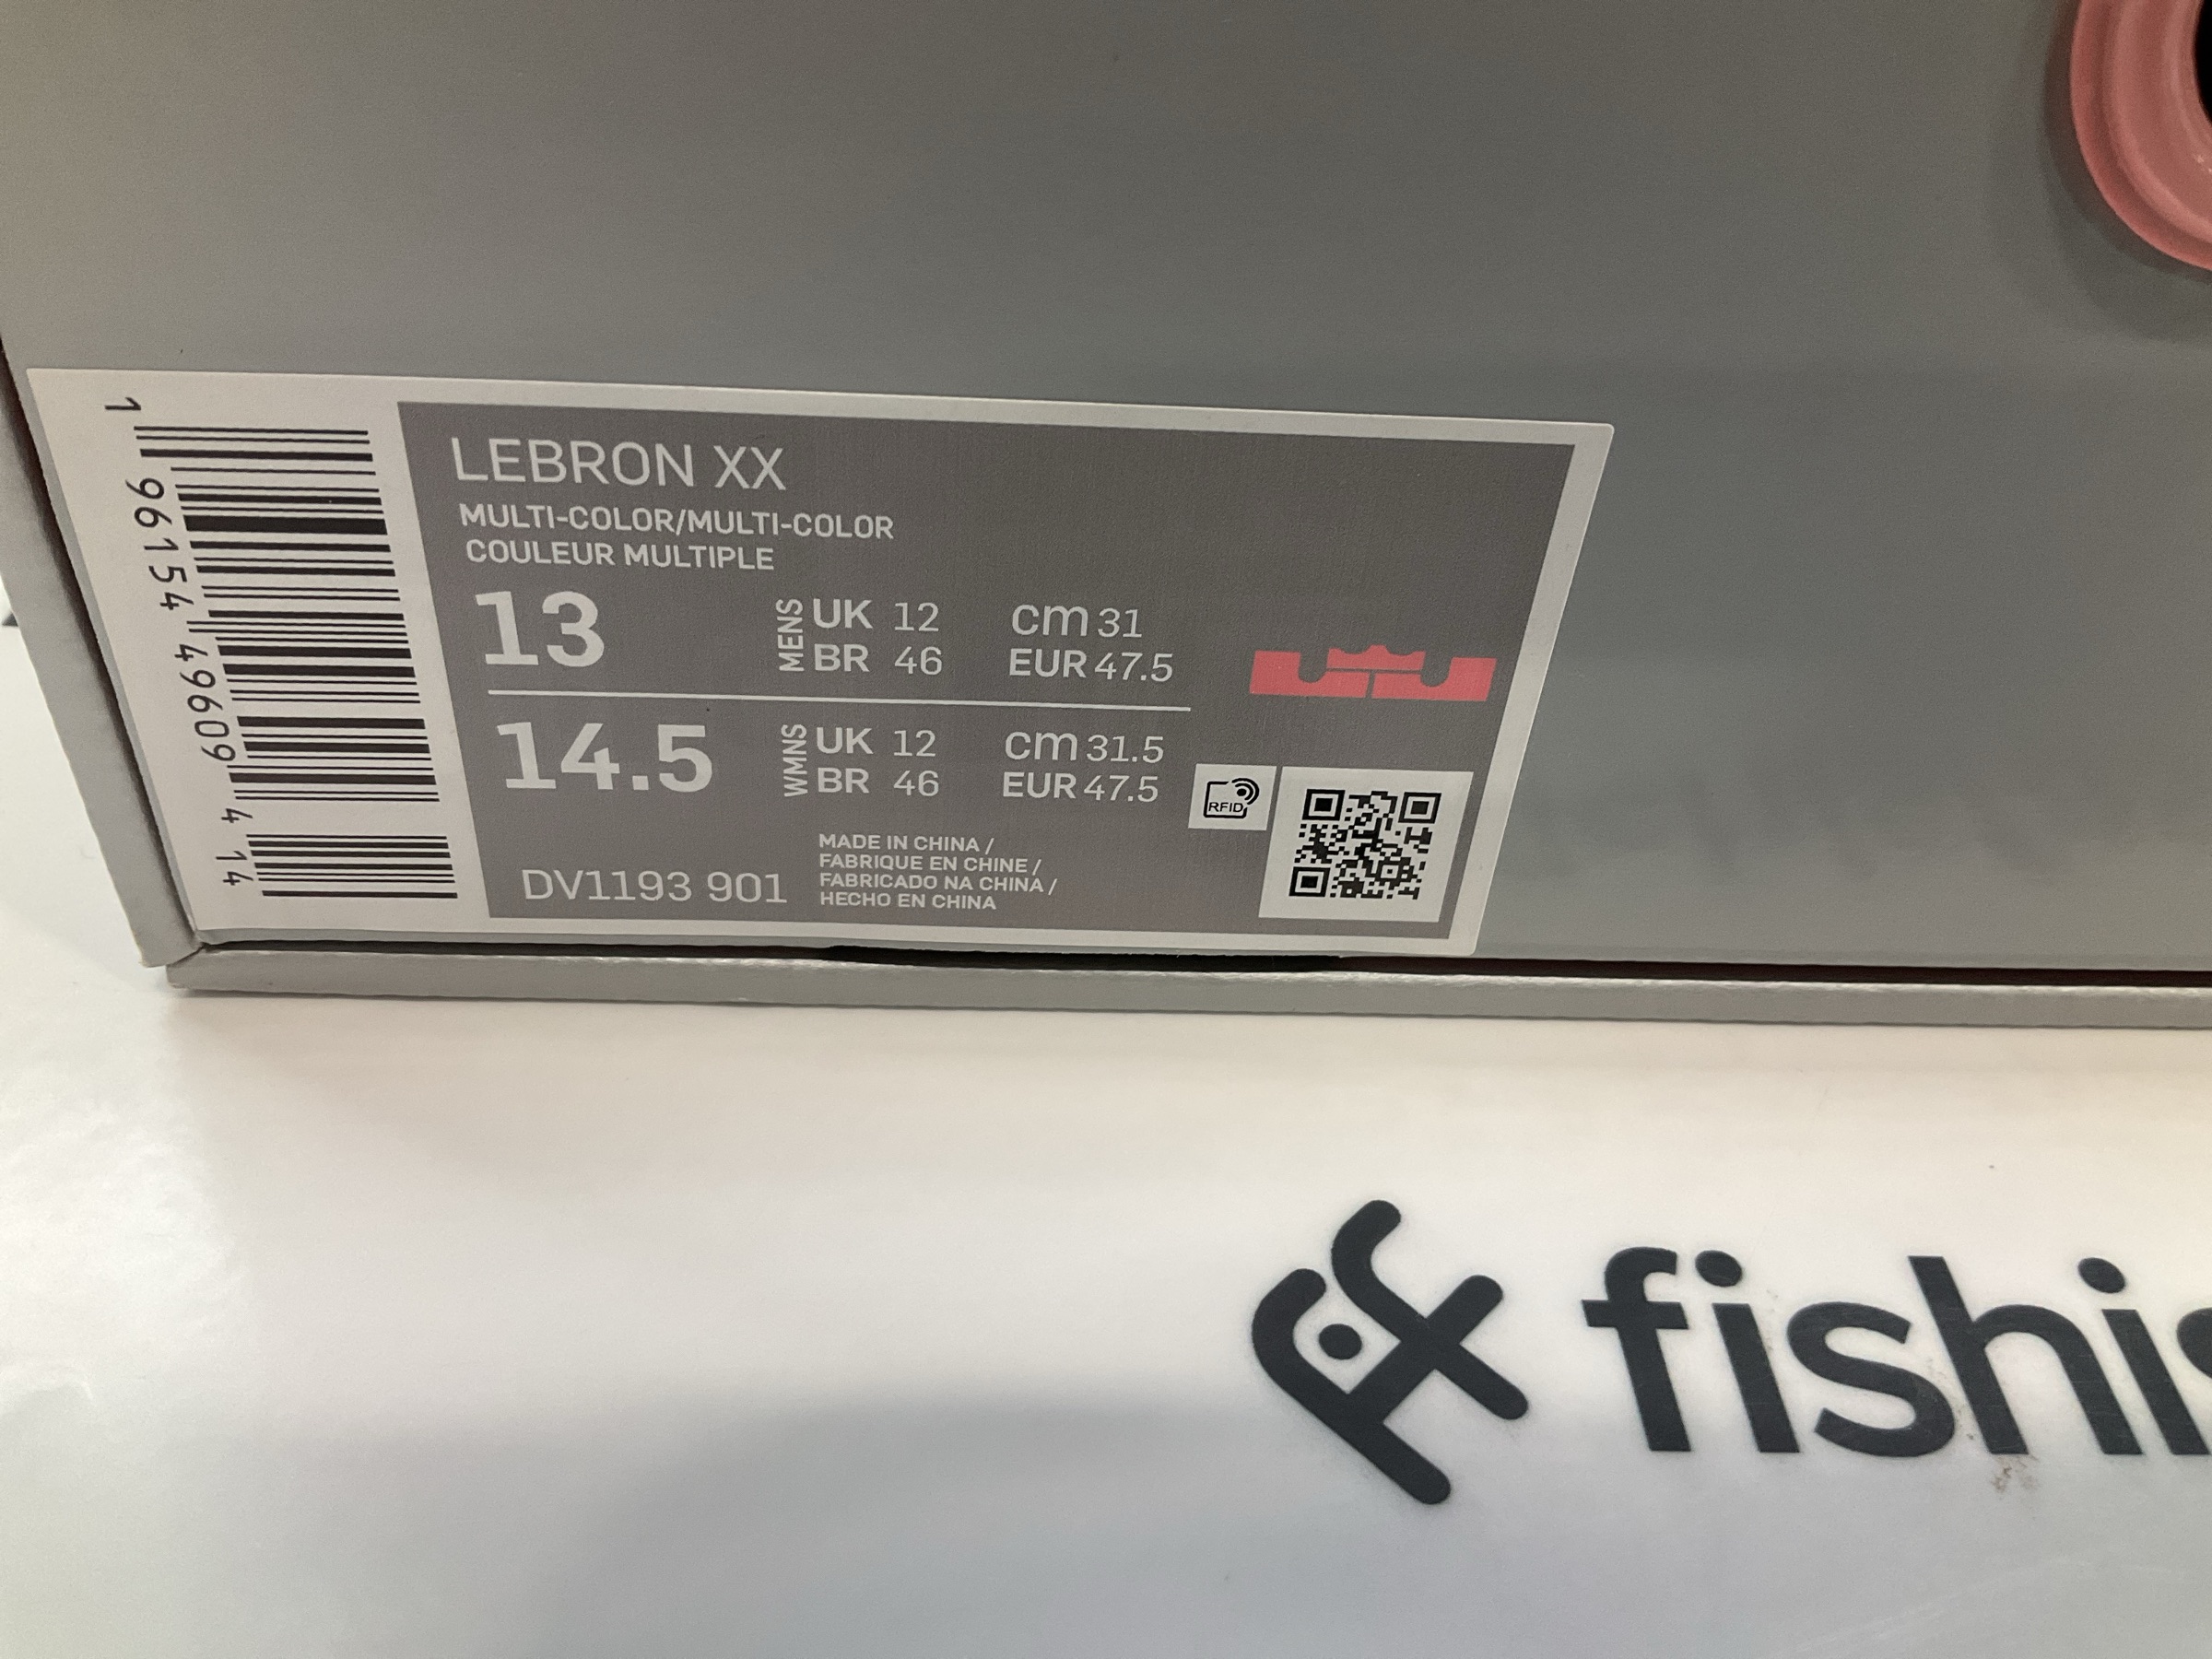 1 96154 49609 4 14
LEBRON XX
MULTI-COLOR/MULTI-COLOR
COULEUR MULTIPLE
13 MENS UK 12 cm 31
BR 46 EUR 47.5
14.5 WMNS UK 12 cm 31.5
BR 46 EUR 47.5
RFID
MADE IN CHINA /
FABRIQUE EN CHINE /
FABRICADO NA CHINA /
HECHO EN CHINA
DV1193 901